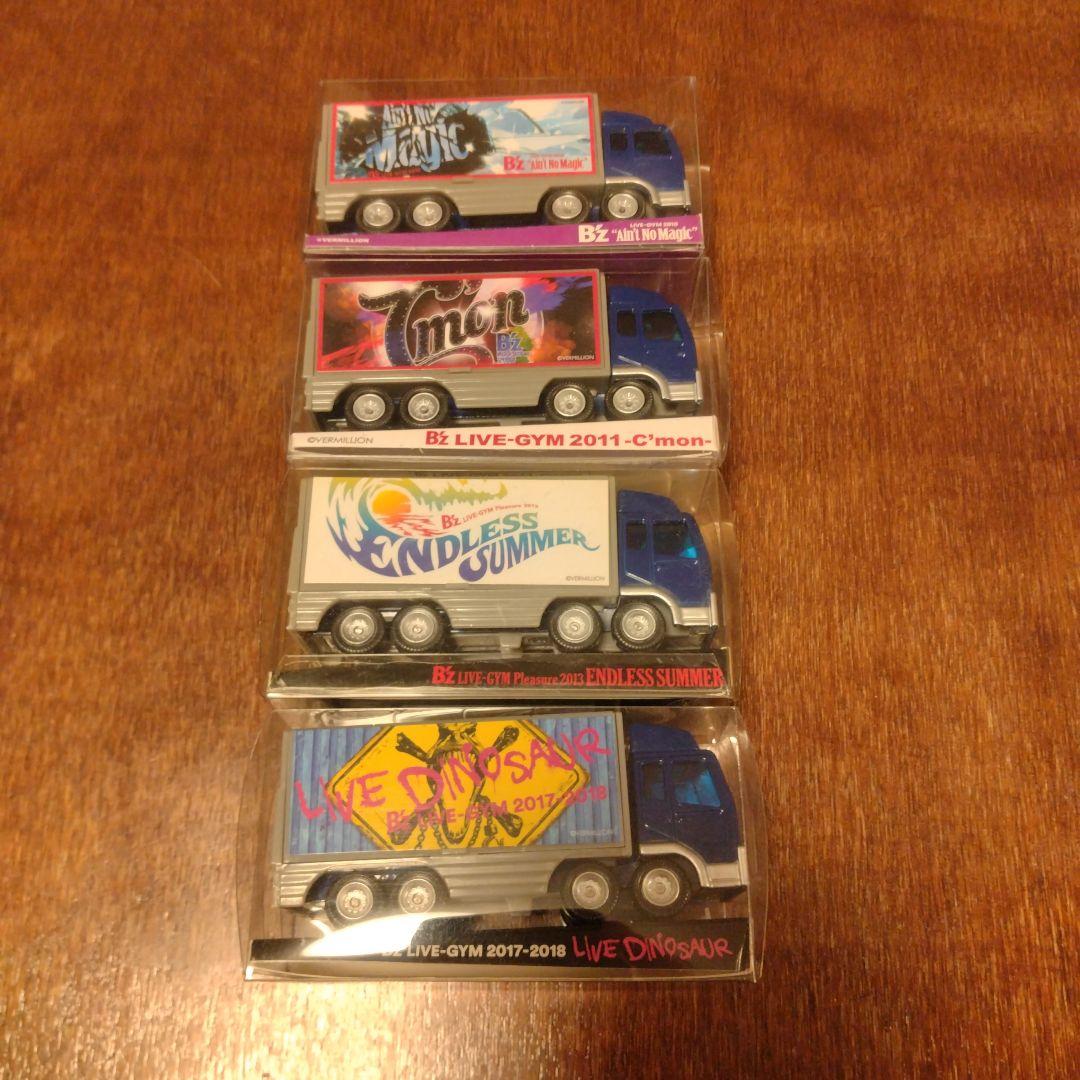 Ain't No
Magic
B'z "Ain't No Magic"
©VERMILLION
LIVE-GYM 2010
B'z "Ain't No Magic"
C'mon
B'z
©VERMILLION
©VERMILLION
B'z LIVE-GYM 2011 -C'mon-
B'z LIVE-GYM Pleasure 2013
ENDLESS
SUMMER
©VERMILLION
B'z LIVE-GYM Pleasure 2013 ENDLESS SUMMER
LIVE DINOSAUR
B'z LIVE-GYM 2017-2018
©VERMILLION
B'z LIVE-GYM 2017-2018 LIVE DINOSAUR